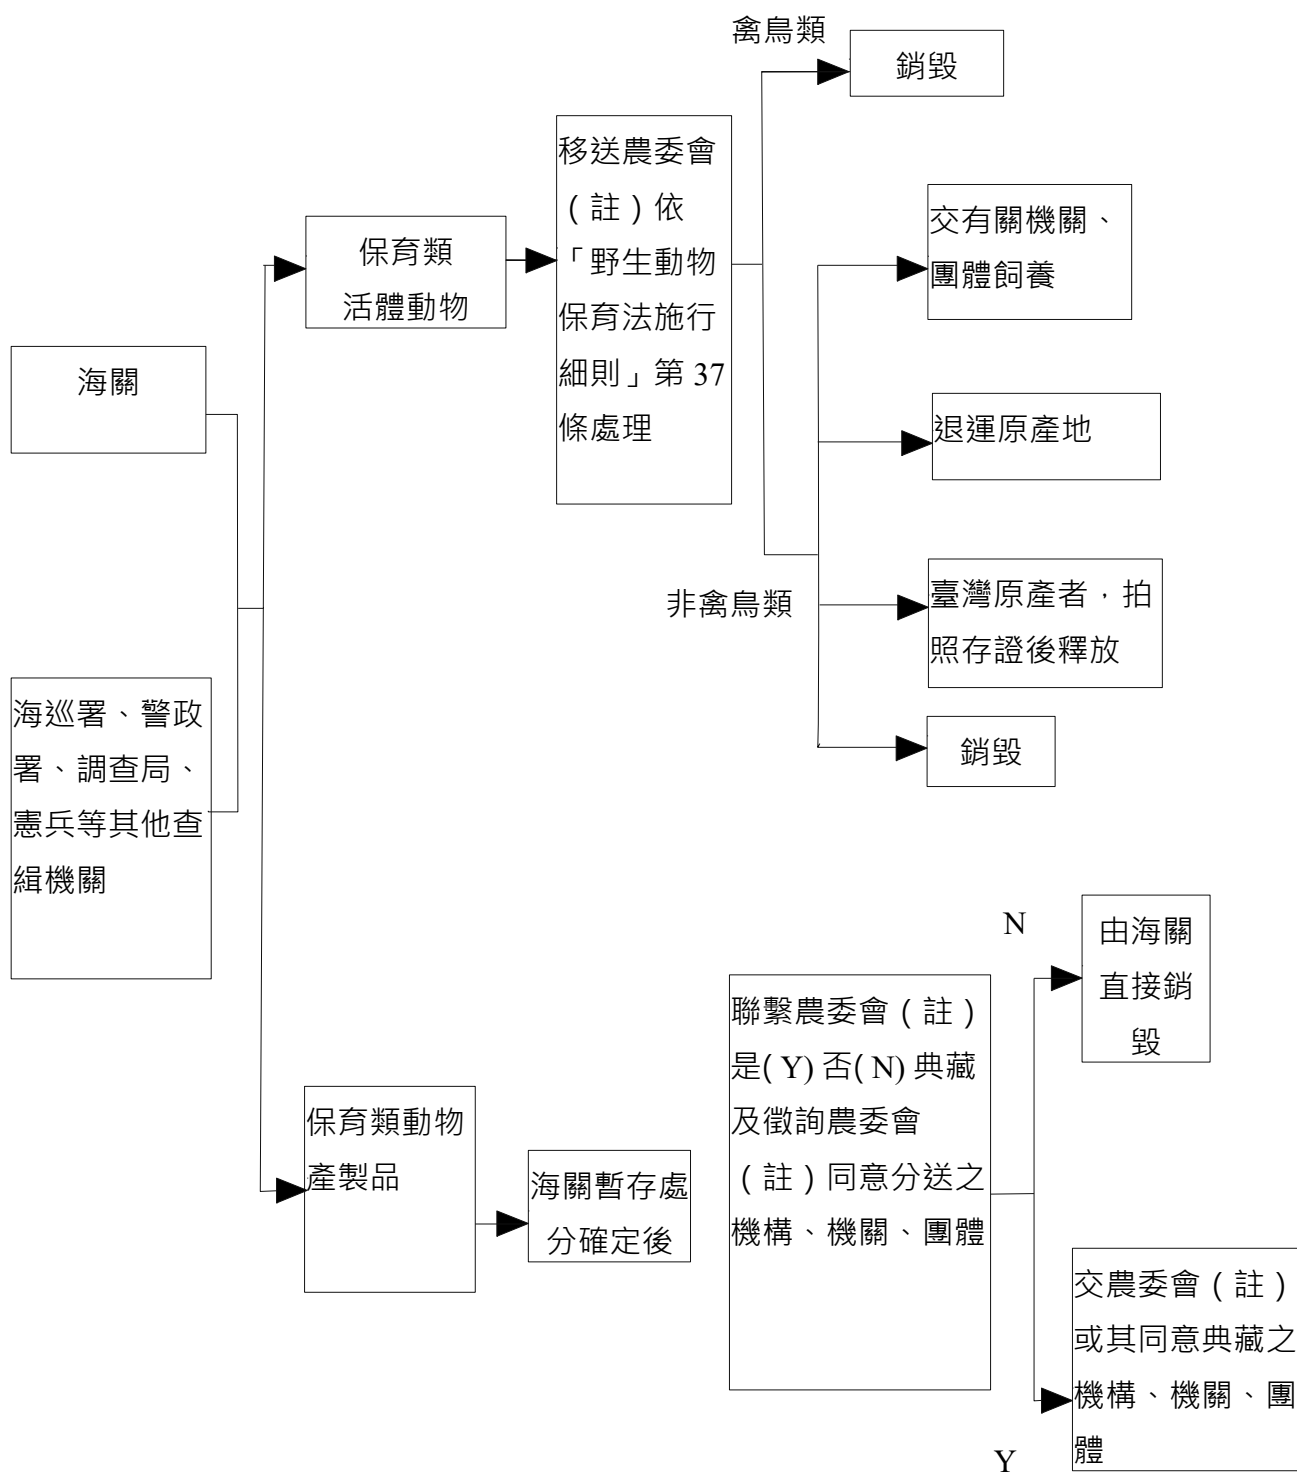 禽鳥類
銷毀
移送農委會
（註）依
「野生動物
保育法施行
細則」第 37
條處理
交有關機關、
團體飼養
保育類
活體動物
海關
退運原產地
非禽鳥類
臺灣原產者，拍
照存證後釋放
海巡署、警政
署、調查局、
憲兵等其他查
緝機關
銷毀
N
由海關
直接銷
毀
聯繫農委會（註）
是(Y) 否(N) 典藏
及徵詢農委會
（註）同意分送之
機構、機關、團體
保育類動物
產製品
海關暫存處
分確定後
交農委會（註）
或其同意典藏之
機構、機關、團
體
Y